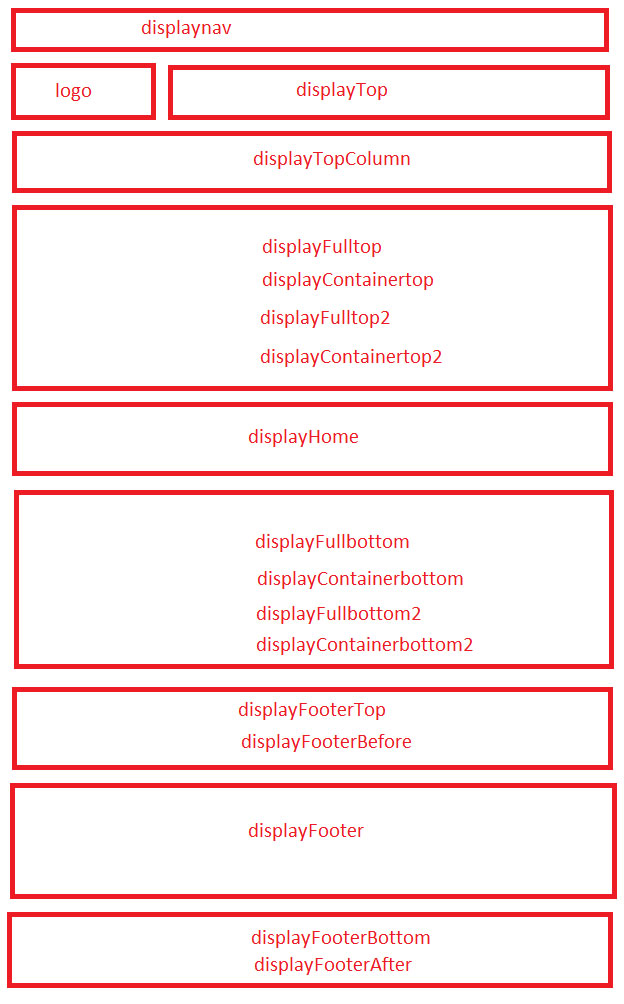 displaynav
logo
displayTop
displayTopColumn
displayFulltop
displayContainertop
displayFulltop2
displayContainertop2
displayHome
displayFullbottom
displayContainerbottom
displayFullbottom2
displayContainerbottom2
displayFooterTop
displayFooterBefore
displayFooter
displayFooterBottom
displayFooterAfter